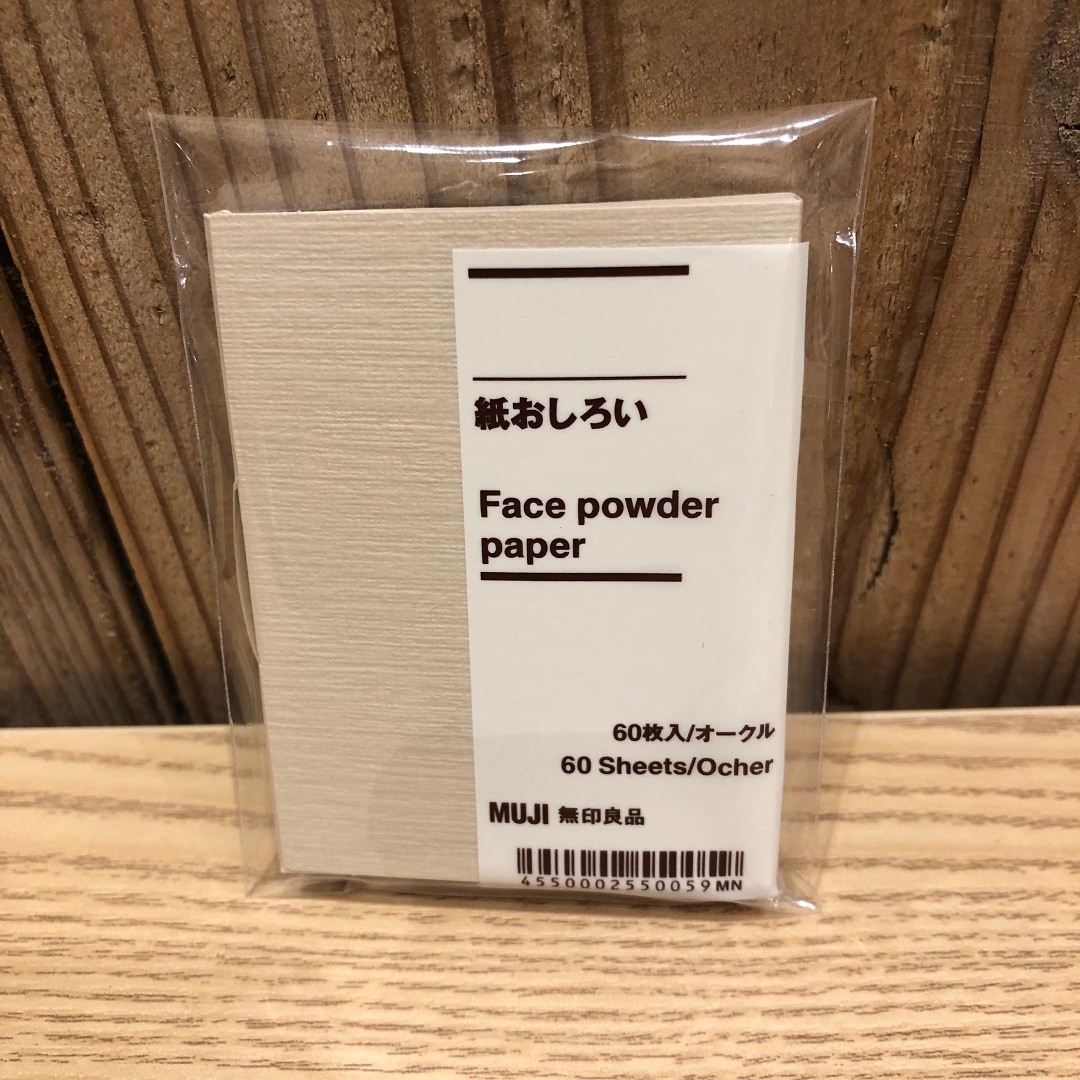 紙おしろい
Face powder
paper
60枚入/オークル
60 Sheets/Ocher
MUJI 無印良品
4550002550059MN